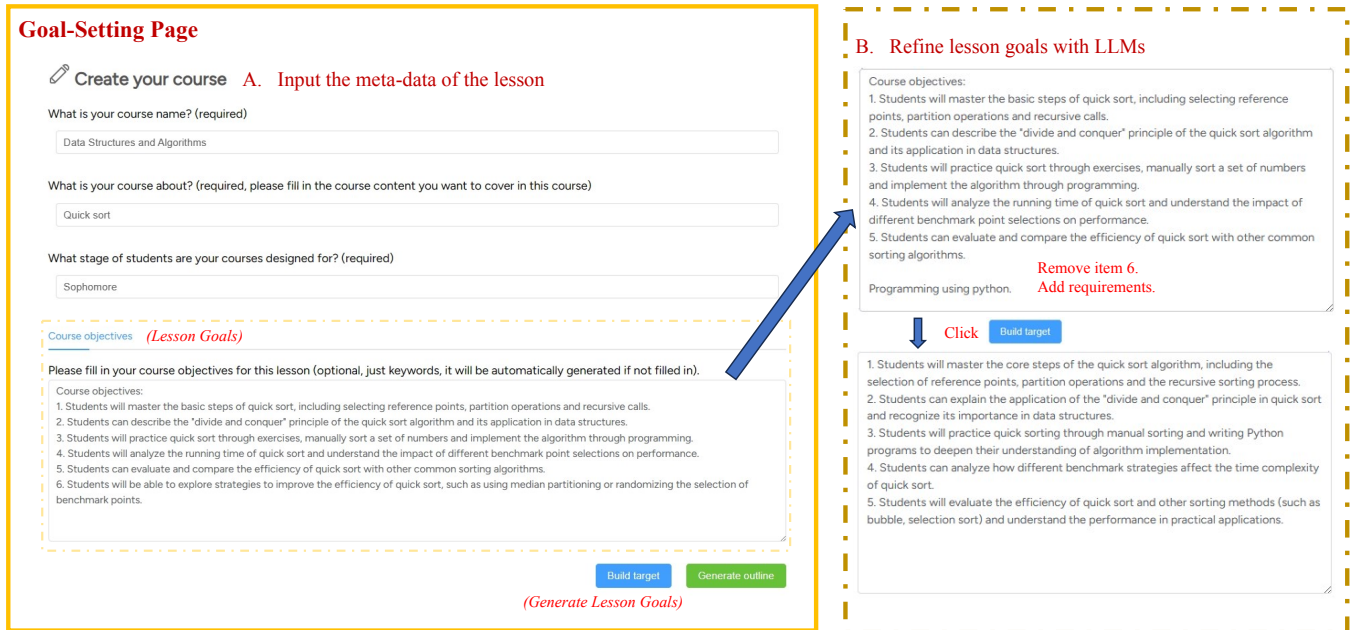 Goal-Setting Page
Create your course
A. Input the meta-data of the lesson
What is your course name? (required)
Data Structures and Algorithms
What is your course about? (required, please fill in the course content you want to cover in this course)
Quick sort
What stage of students are your courses designed for? (required)
Sophomore
Course objectives
(Lesson Goals)
Please fill in your course objectives for this lesson (optional, just keywords, it will be automatically generated if not filled in).
Course objectives:
1. Students will master the basic steps of quick sort, including selecting reference points, partition operations and recursive calls.
2. Students can describe the "divide and conquer" principle of the quick sort algorithm and its application in data structures.
3. Students will practice quick sort through exercises, manually sort a set of numbers and implement the algorithm through programming.
4. Students will analyze the running time of quick sort and understand the impact of different benchmark point selections on performance.
5. Students can evaluate and compare the efficiency of quick sort with other common sorting algorithms.
6. Students will be able to explore strategies to improve the efficiency of quick sort, such as using median partitioning or randomizing the selection of
benchmark points.
Build target
Generate outline
(Generate Lesson Goals)
B. Refine lesson goals with LLMs
Course objectives:
1. Students will master the basic steps of quick sort, including selecting reference
points, partition operations and recursive calls.
2. Students can describe the "divide and conquer" principle of the quick sort algorithm
and its application in data structures.
3. Students will practice quick sort through exercises, manually sort a set of numbers
and implement the algorithm through programming.
4. Students will analyze the running time of quick sort and understand the impact of
different benchmark point selections on performance.
5. Students can evaluate and compare the efficiency of quick sort with other common
sorting algorithms.
Remove item 6.
Programming using python.
Add requirements.
Click
Build target
1. Students will master the core steps of the quick sort algorithm, including the
selection of reference points, partition operations and the recursive sorting process.
2. Students can explain the application of the "divide and conquer" principle in quick sort
and recognize its importance in data structures.
3. Students will practice quick sorting through manual sorting and writing Python
programs to deepen their understanding of algorithm implementation.
4. Students can analyze how different benchmark strategies affect the time complexity
of quick sort.
5. Students will evaluate the efficiency of quick sort and other sorting methods (such as
bubble, selection sort) and understand the performance in practical applications.